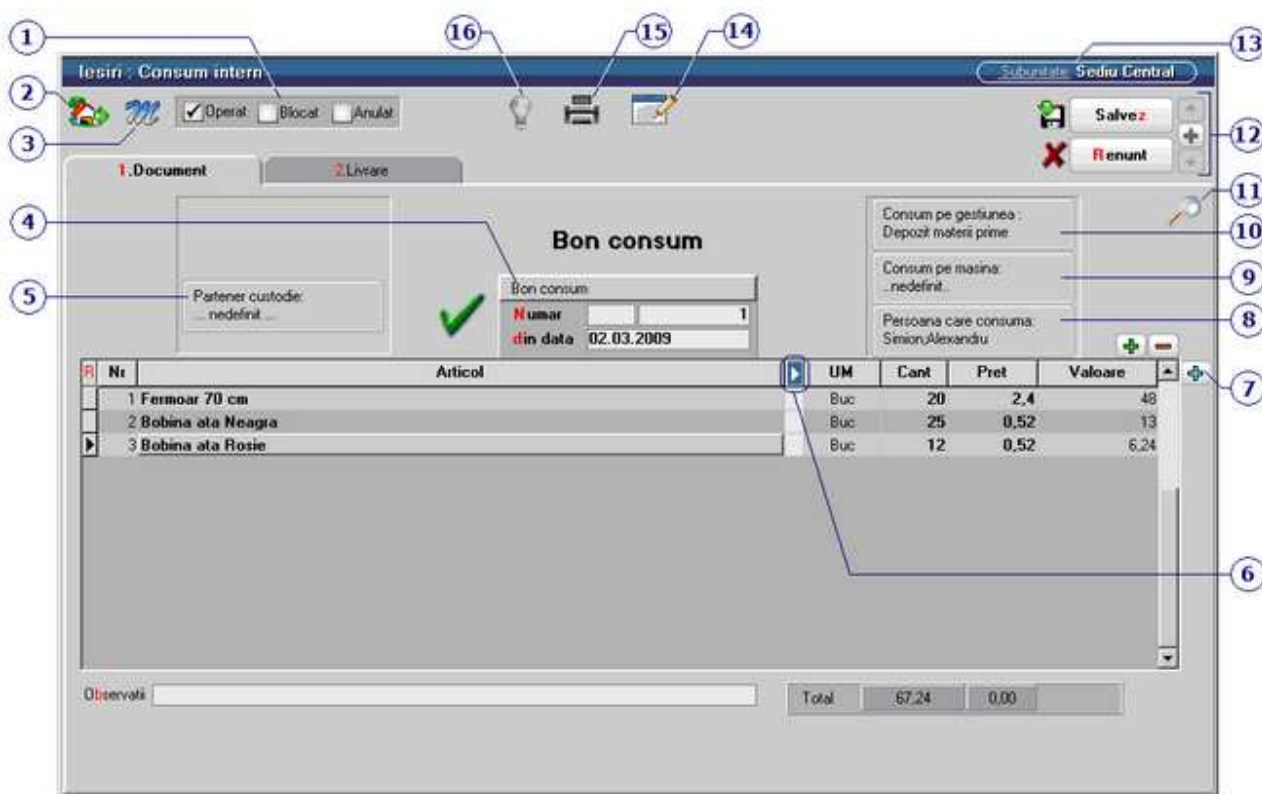 1
16
15
14
2
Iesiri : Consum intern
Subunitate Sediu Central
13
3
Operat Blocat Anulat
Salvez
12
Renunt
1.Document
2.Livrare
11
4
Bon consum
Consum pe gestiunea :
Depozit materii prime
10
5
Partener custodie:
... nedefinit ...
Bon consum
Numar 1
din data 02.03.2009
Consum pe masina:
..nedefinit..
9
Persoana care consuma:
Simion,Alexandru
8
R Nr Articol UM Cant Pret Valoare
7
1 Fermoar 70 cm Buc 20 2,4 48
2 Bobina ata Neagra Buc 25 0,52 13
3 Bobina ata Rosie Buc 12 0,52 6,24
6
Observatii
Total 67,24 0,00